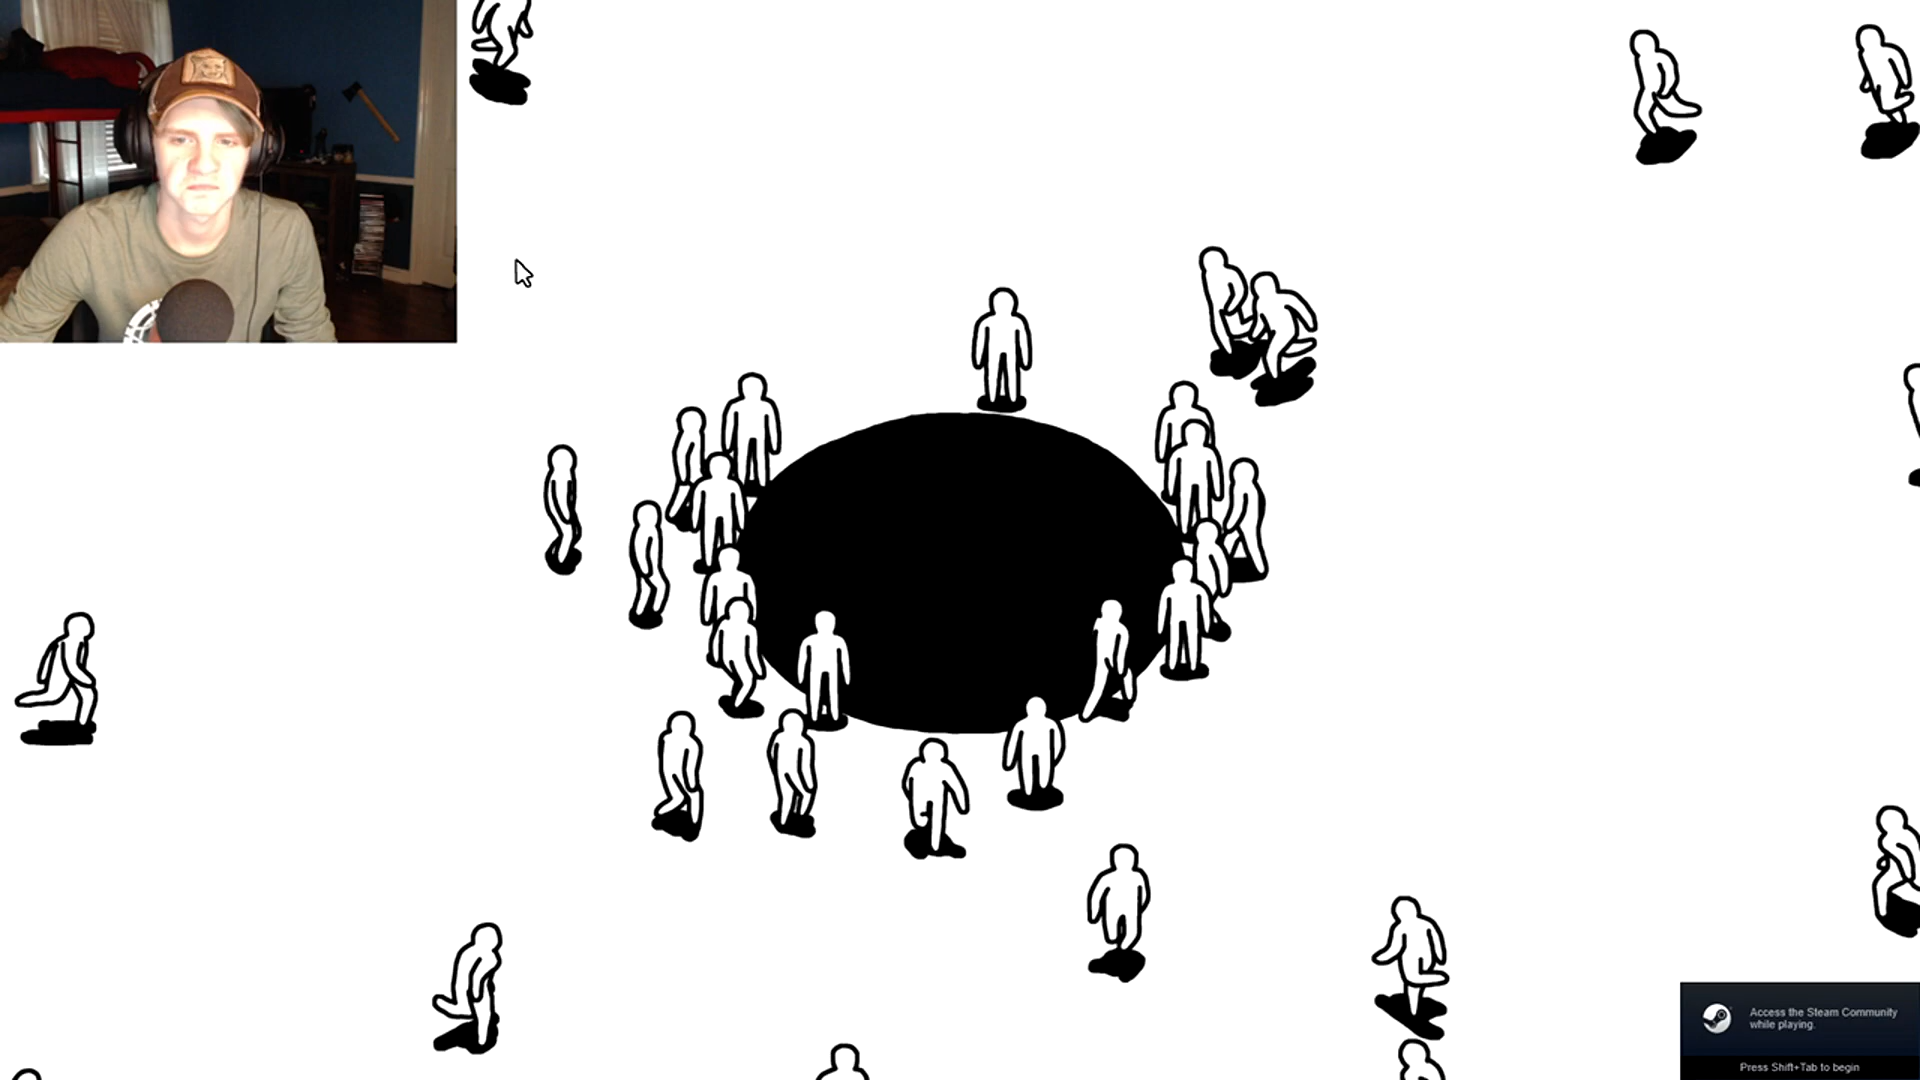 Access the Steam Community
while playing.
Press Shift+Tab to begin